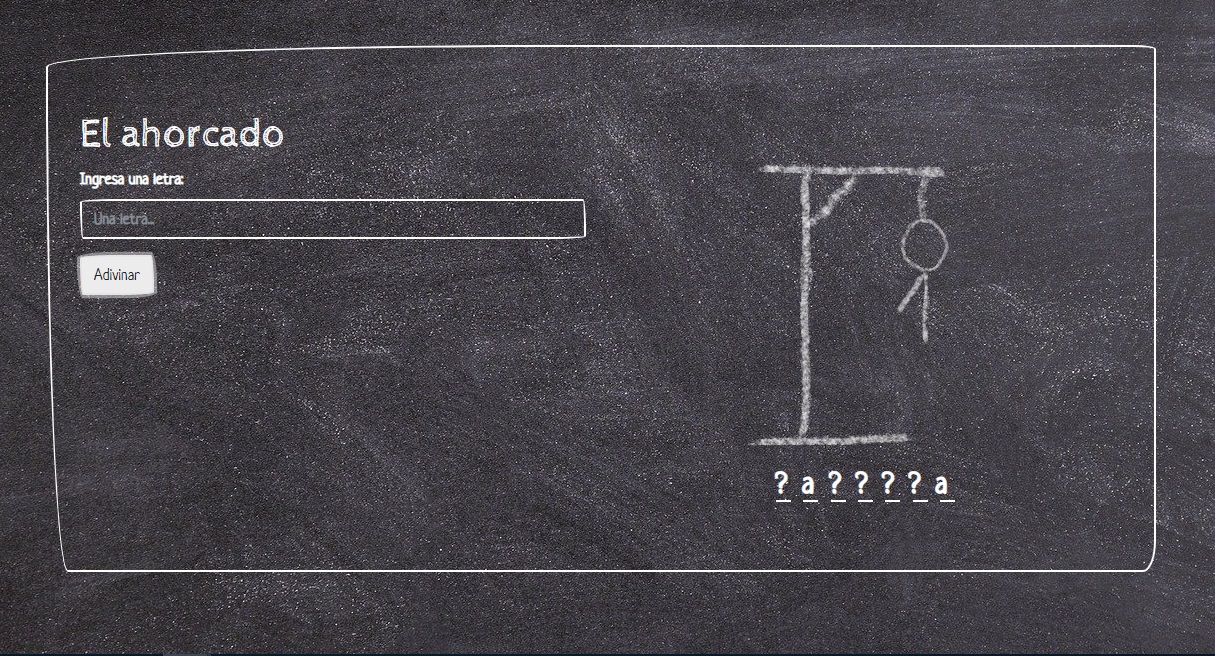 El ahorcado
Ingresa una letra:
Una letra...
Adivinar
? a ? ? ? ? a